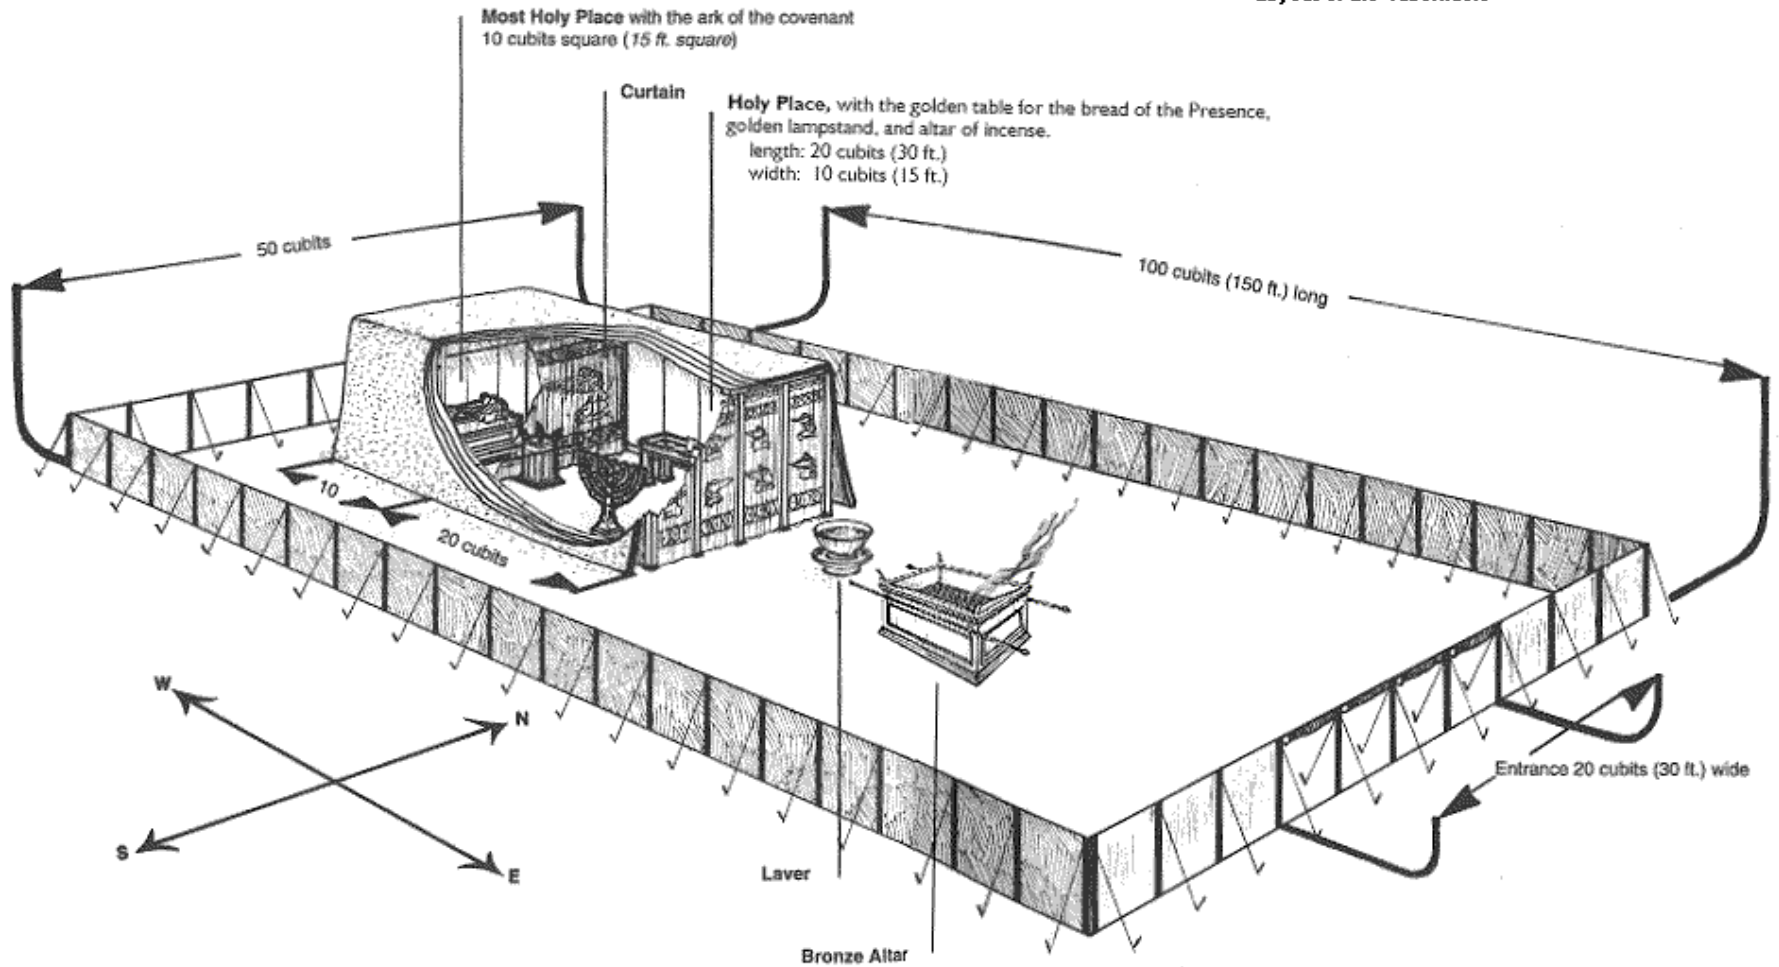 Most Holy Place with the ark of the covenant
10 cubits square (15 ft. square)
Curtain
Holy Place, with the golden table for the bread of the Presence,
golden lampstand, and altar of incense.
length: 20 cubits (30 ft.)
width: 10 cubits (15 ft.)
50 cubits
100 cubits (150 ft.) long
10
20 cubits
W
N
S
E
Entrance 20 cubits (30 ft.) wide
Laver
Bronze Altar